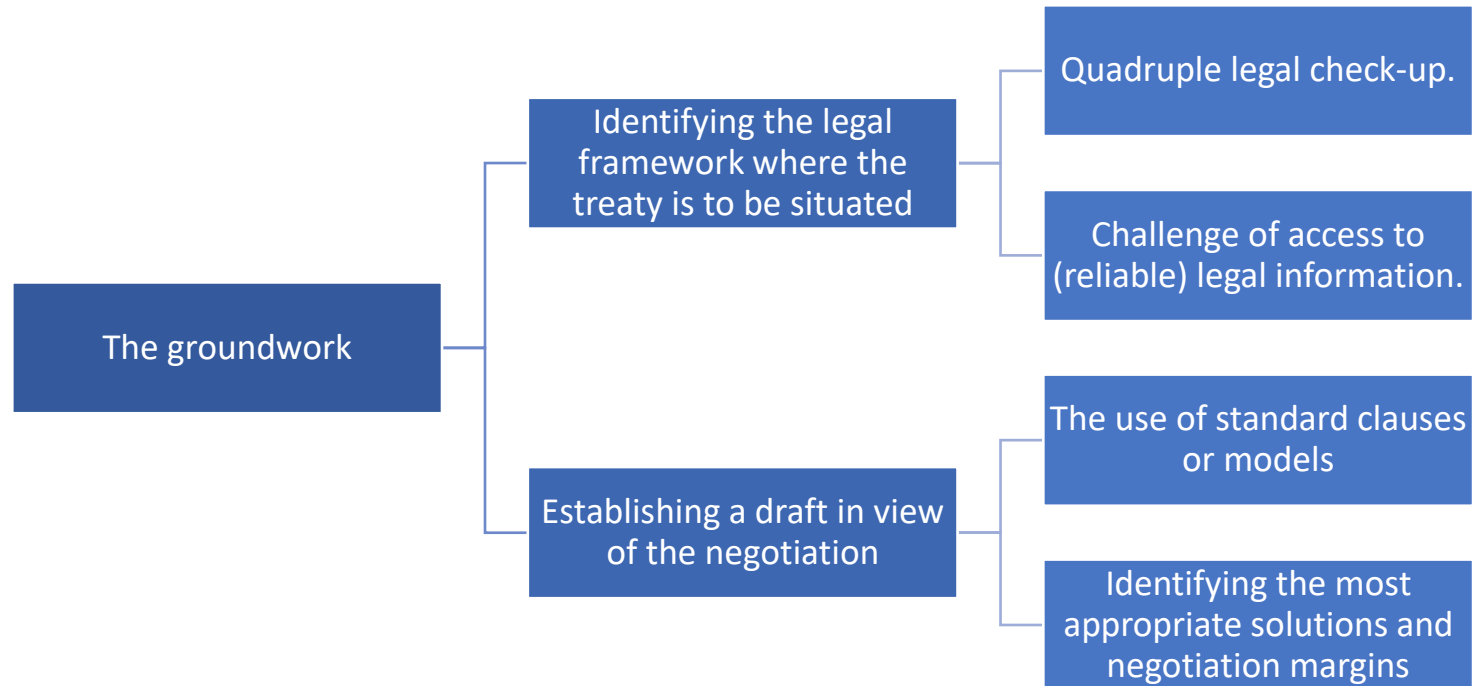 The groundwork
Identifying the legal
framework where the
treaty is to be situated
Quadruple legal check-up.
Challenge of access to
(reliable) legal information.
Establishing a draft in view
of the negotiation
The use of standard clauses
or models
Identifying the most
appropriate solutions and
negotiation margins